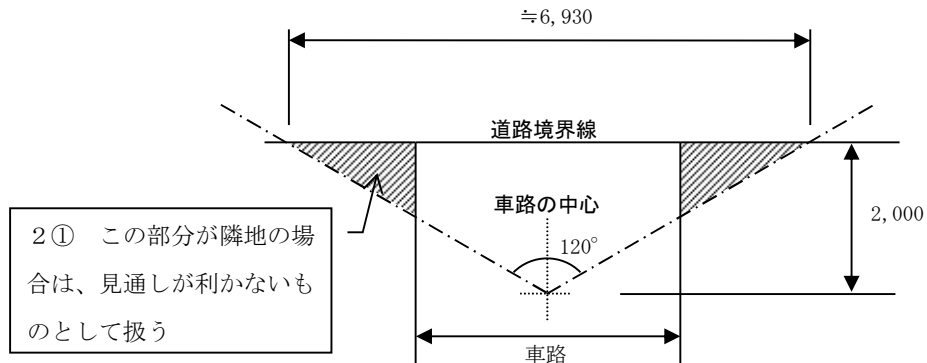 ≒6,930
道路境界線
車路の中心
120°
2,000
2① この部分が隣地の場
合は、見通しが利かないも
のとして扱う
車路